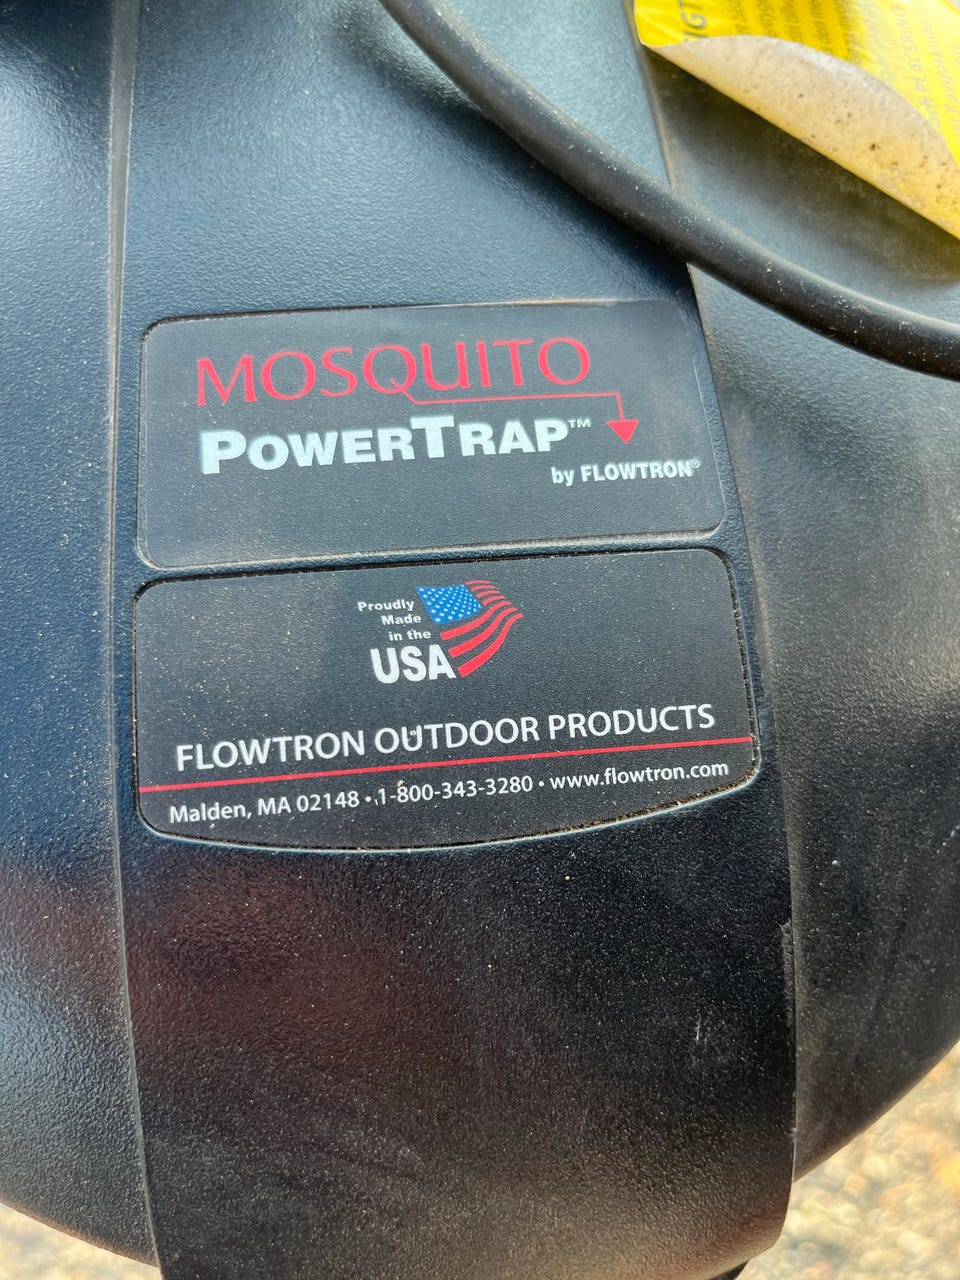 MOSQUITO
POWERTRAP™
by FLOWTRON®
Proudly
Made
in the
USA
FLOWTRON OUTDOOR PRODUCTS
Malden, MA 02148 • 1-800-343-3280 • www.flowtron.com